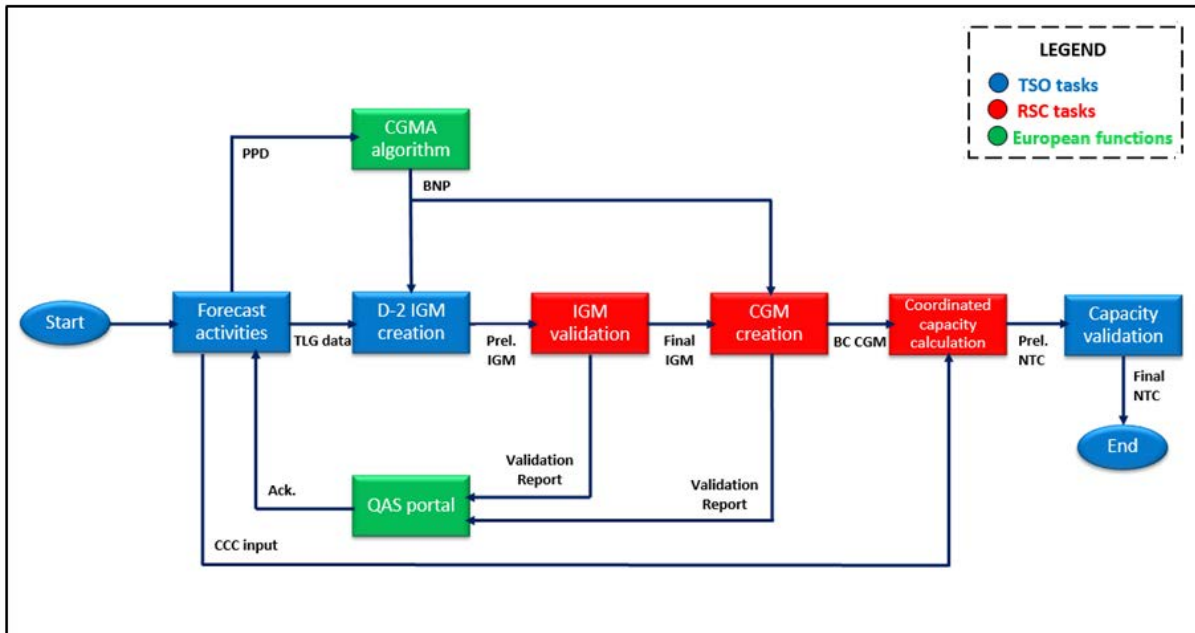 LEGEND
TSO tasks
RSC tasks
European functions
CGMA
algorithm
PPD
BNP
Start
Forecast
activities
TLG data
D-2 IGM
creation
Prel.
IGM
IGM
validation
Final
IGM
CGM
creation
BC CGM
Coordinated
capacity
calculation
Prel.
NTC
Capacity
validation
Final
NTC
End
Validation
Report
Validation
Report
Ack.
QAS portal
CCC input